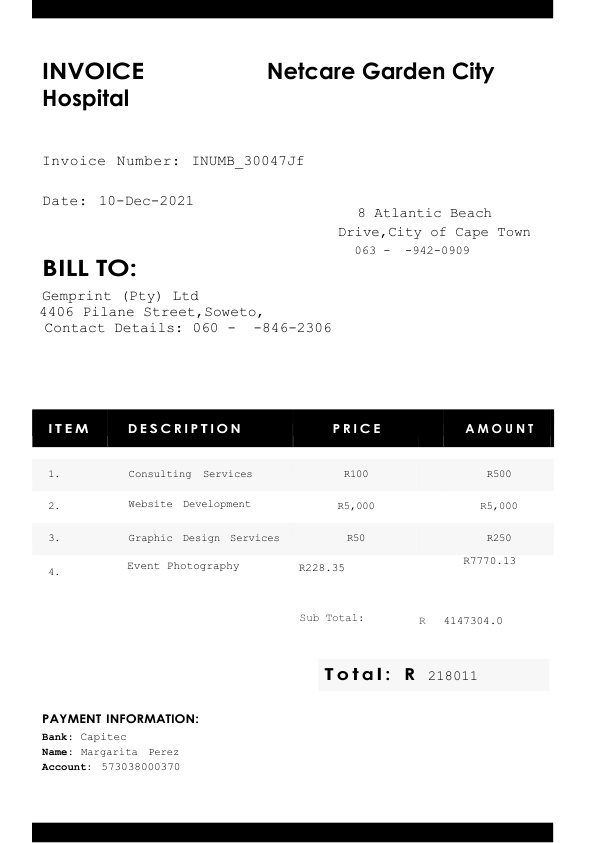 INVOICE Netcare Garden City
Hospital
Invoice Number: INUMB_30047Jf
Date: 10-Dec-2021
8 Atlantic Beach
Drive,City of Cape Town
063 - -942-0909
BILL TO:
Gemprint (Pty) Ltd
4406 Pilane Street,Soweto,
Contact Details: 060 - -846-2306
ITEM DESCRIPTION PRICE AMOUNT
1. Consulting Services R100 R500
2. Website Development R5,000 R5,000
3. Graphic Design Services R50 R250
4. Event Photography R228.35 R7770.13
Sub Total: R 4147304.0
Total: R 218011
PAYMENT INFORMATION:
Bank: Capitec
Name: Margarita Perez
Account: 573038000370